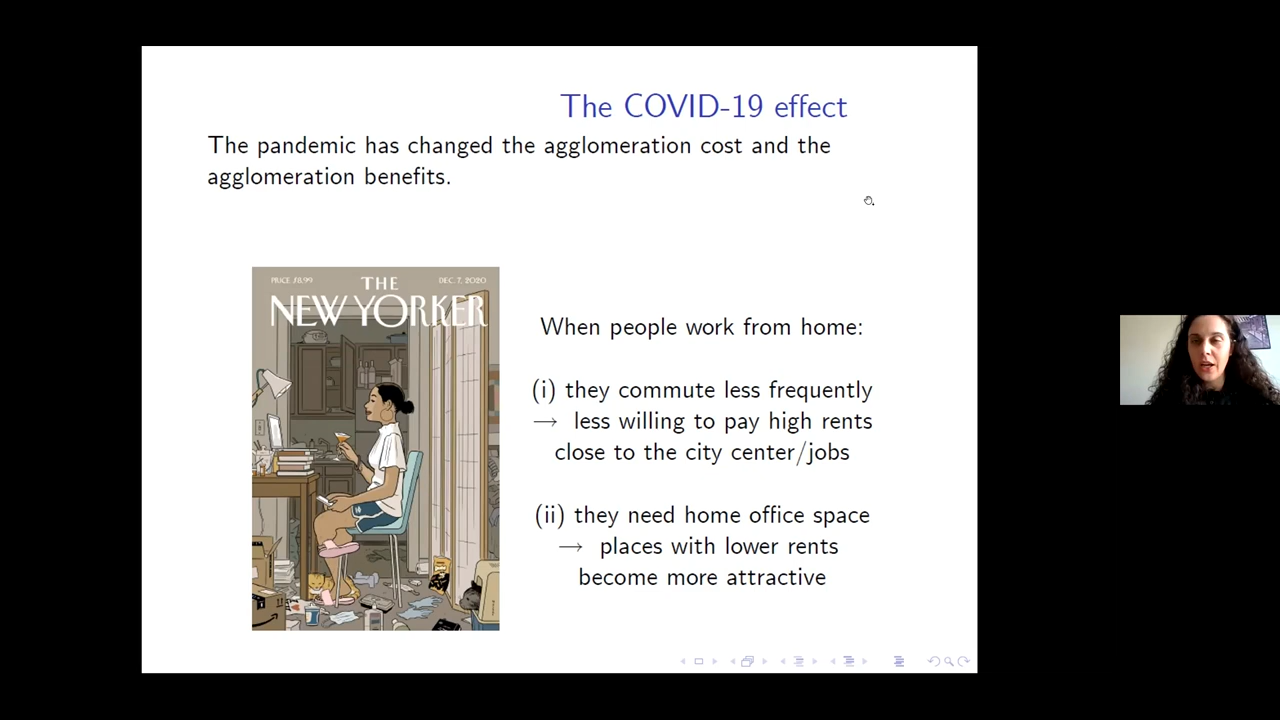 The COVID-19 effect
The pandemic has changed the agglomeration cost and the
agglomeration benefits.
PRICE $8.99
THE
DEC. 7, 2020
NEW YORKER
When people work from home:
(i) they commute less frequently
→ less willing to pay high rents
close to the city center/jobs
(ii) they need home office space
→ places with lower rents
become more attractive